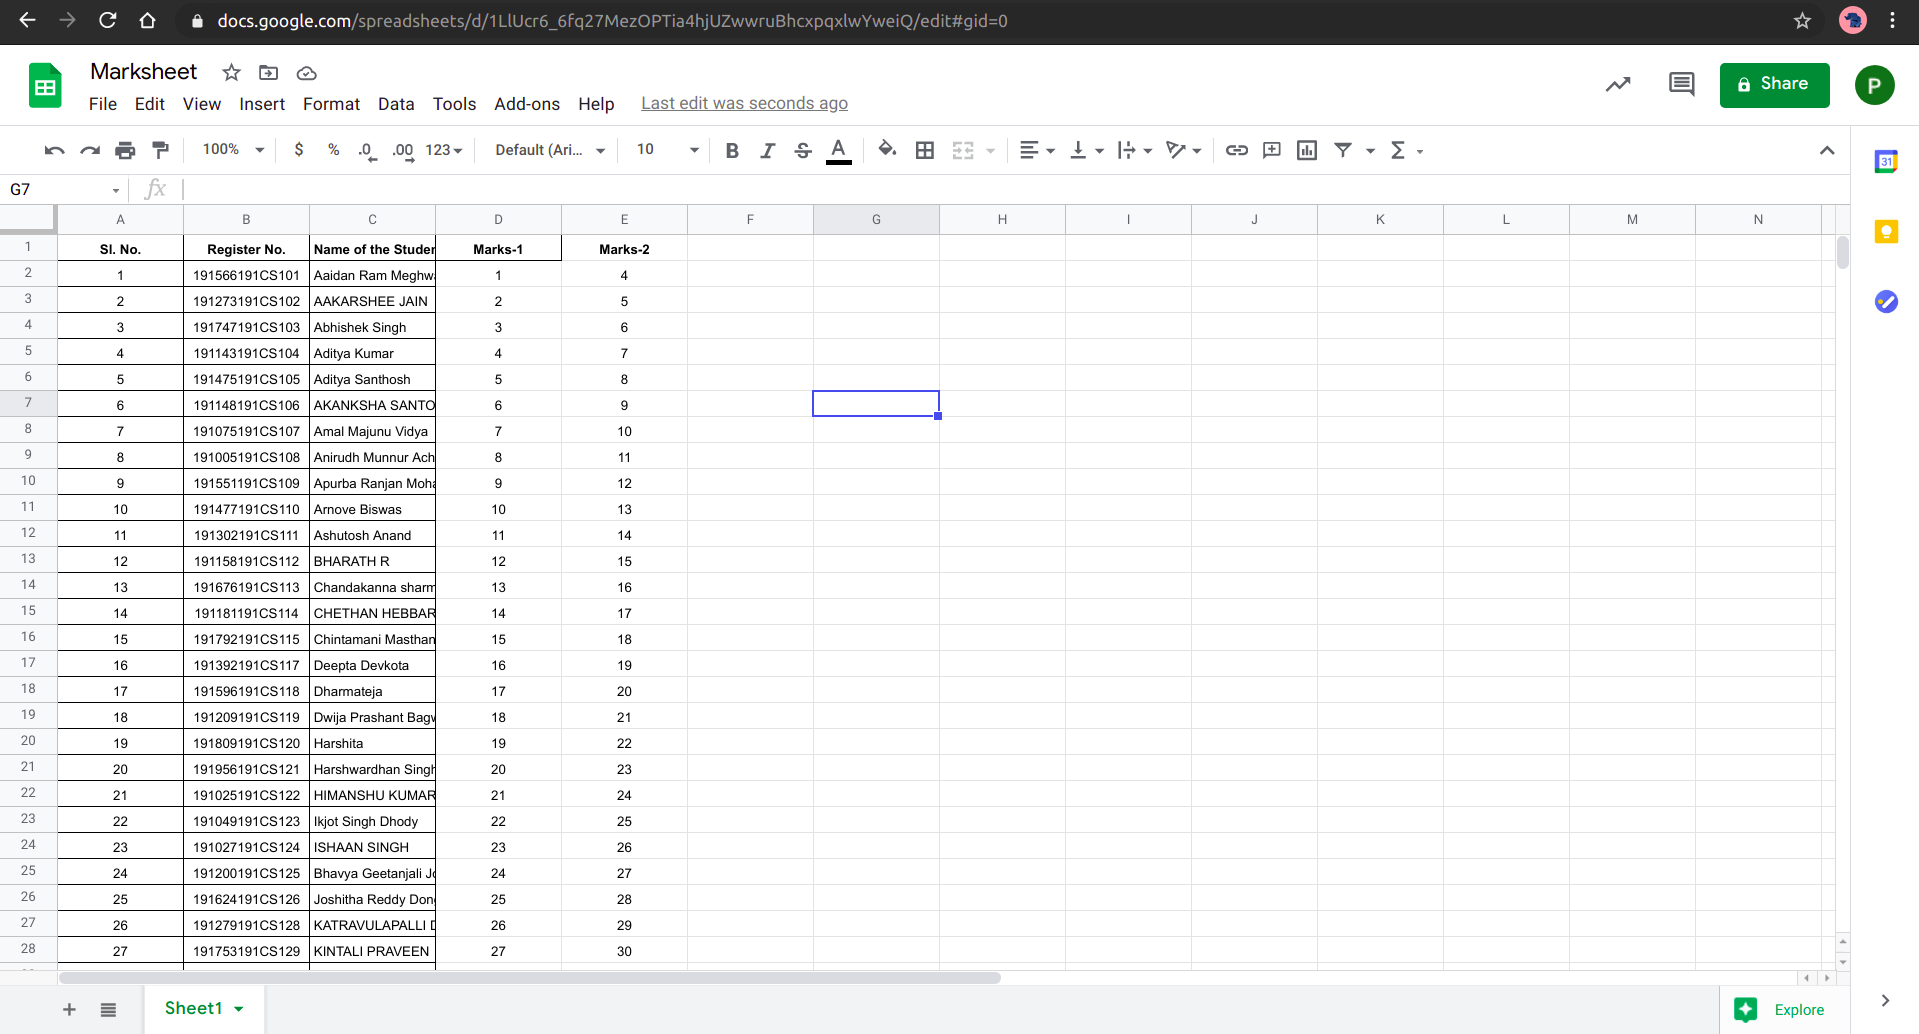 docs.google.com/spreadsheets/d/1LlUcr6_6fq27MezOPTia4hjUZwwruBhcxpqxlwYweiQ/edit#gid=0
Marksheet
File Edit View Insert Format Data Tools Add-ons Help Last edit was seconds ago
Share
P
100% $ % .0 .00 123 Default (Ari... 10 B I S A Σ
31
G7 fx
A B C D E F G H I J K L M N
1 Sl. No. Register No. Name of the Studen Marks-1 Marks-2
2 1 191566191CS101 Aaidan Ram Meghwa 1 4
3 2 191273191CS102 AAKARSHEE JAIN 2 5
4 3 191747191CS103 Abhishek Singh 3 6
5 4 191143191CS104 Aditya Kumar 4 7
6 5 191475191CS105 Aditya Santhosh 5 8
7 6 191148191CS106 AKANKSHA SANTO 6 9
8 7 191075191CS107 Amal Majunu Vidya 7 10
9 8 191005191CS108 Anirudh Munnur Ach 8 11
10 9 191551191CS109 Apurba Ranjan Moha 9 12
11 10 191477191CS110 Arnove Biswas 10 13
12 11 191302191CS111 Ashutosh Anand 11 14
13 12 191158191CS112 BHARATH R 12 15
14 13 191676191CS113 Chandakanna sharm 13 16
15 14 191181191CS114 CHETHAN HEBBAR 14 17
16 15 191792191CS115 Chintamani Masthan 15 18
17 16 191392191CS117 Deepta Devkota 16 19
18 17 191596191CS118 Dharmateja 17 20
19 18 191209191CS119 Dwija Prashant Bagw 18 21
20 19 191809191CS120 Harshita 19 22
21 20 191956191CS121 Harshwardhan Singh 20 23
22 21 191025191CS122 HIMANSHU KUMAR 21 24
23 22 191049191CS123 Ikjot Singh Dhody 22 25
24 23 191027191CS124 ISHAAN SINGH 23 26
25 24 191200191CS125 Bhavya Geetanjali Jo 24 27
26 25 191624191CS126 Joshitha Reddy Don 25 28
27 26 191279191CS128 KATRAVULAPALLI D 26 29
28 27 191753191CS129 KINTALI PRAVEEN 27 30
Sheet1
Explore